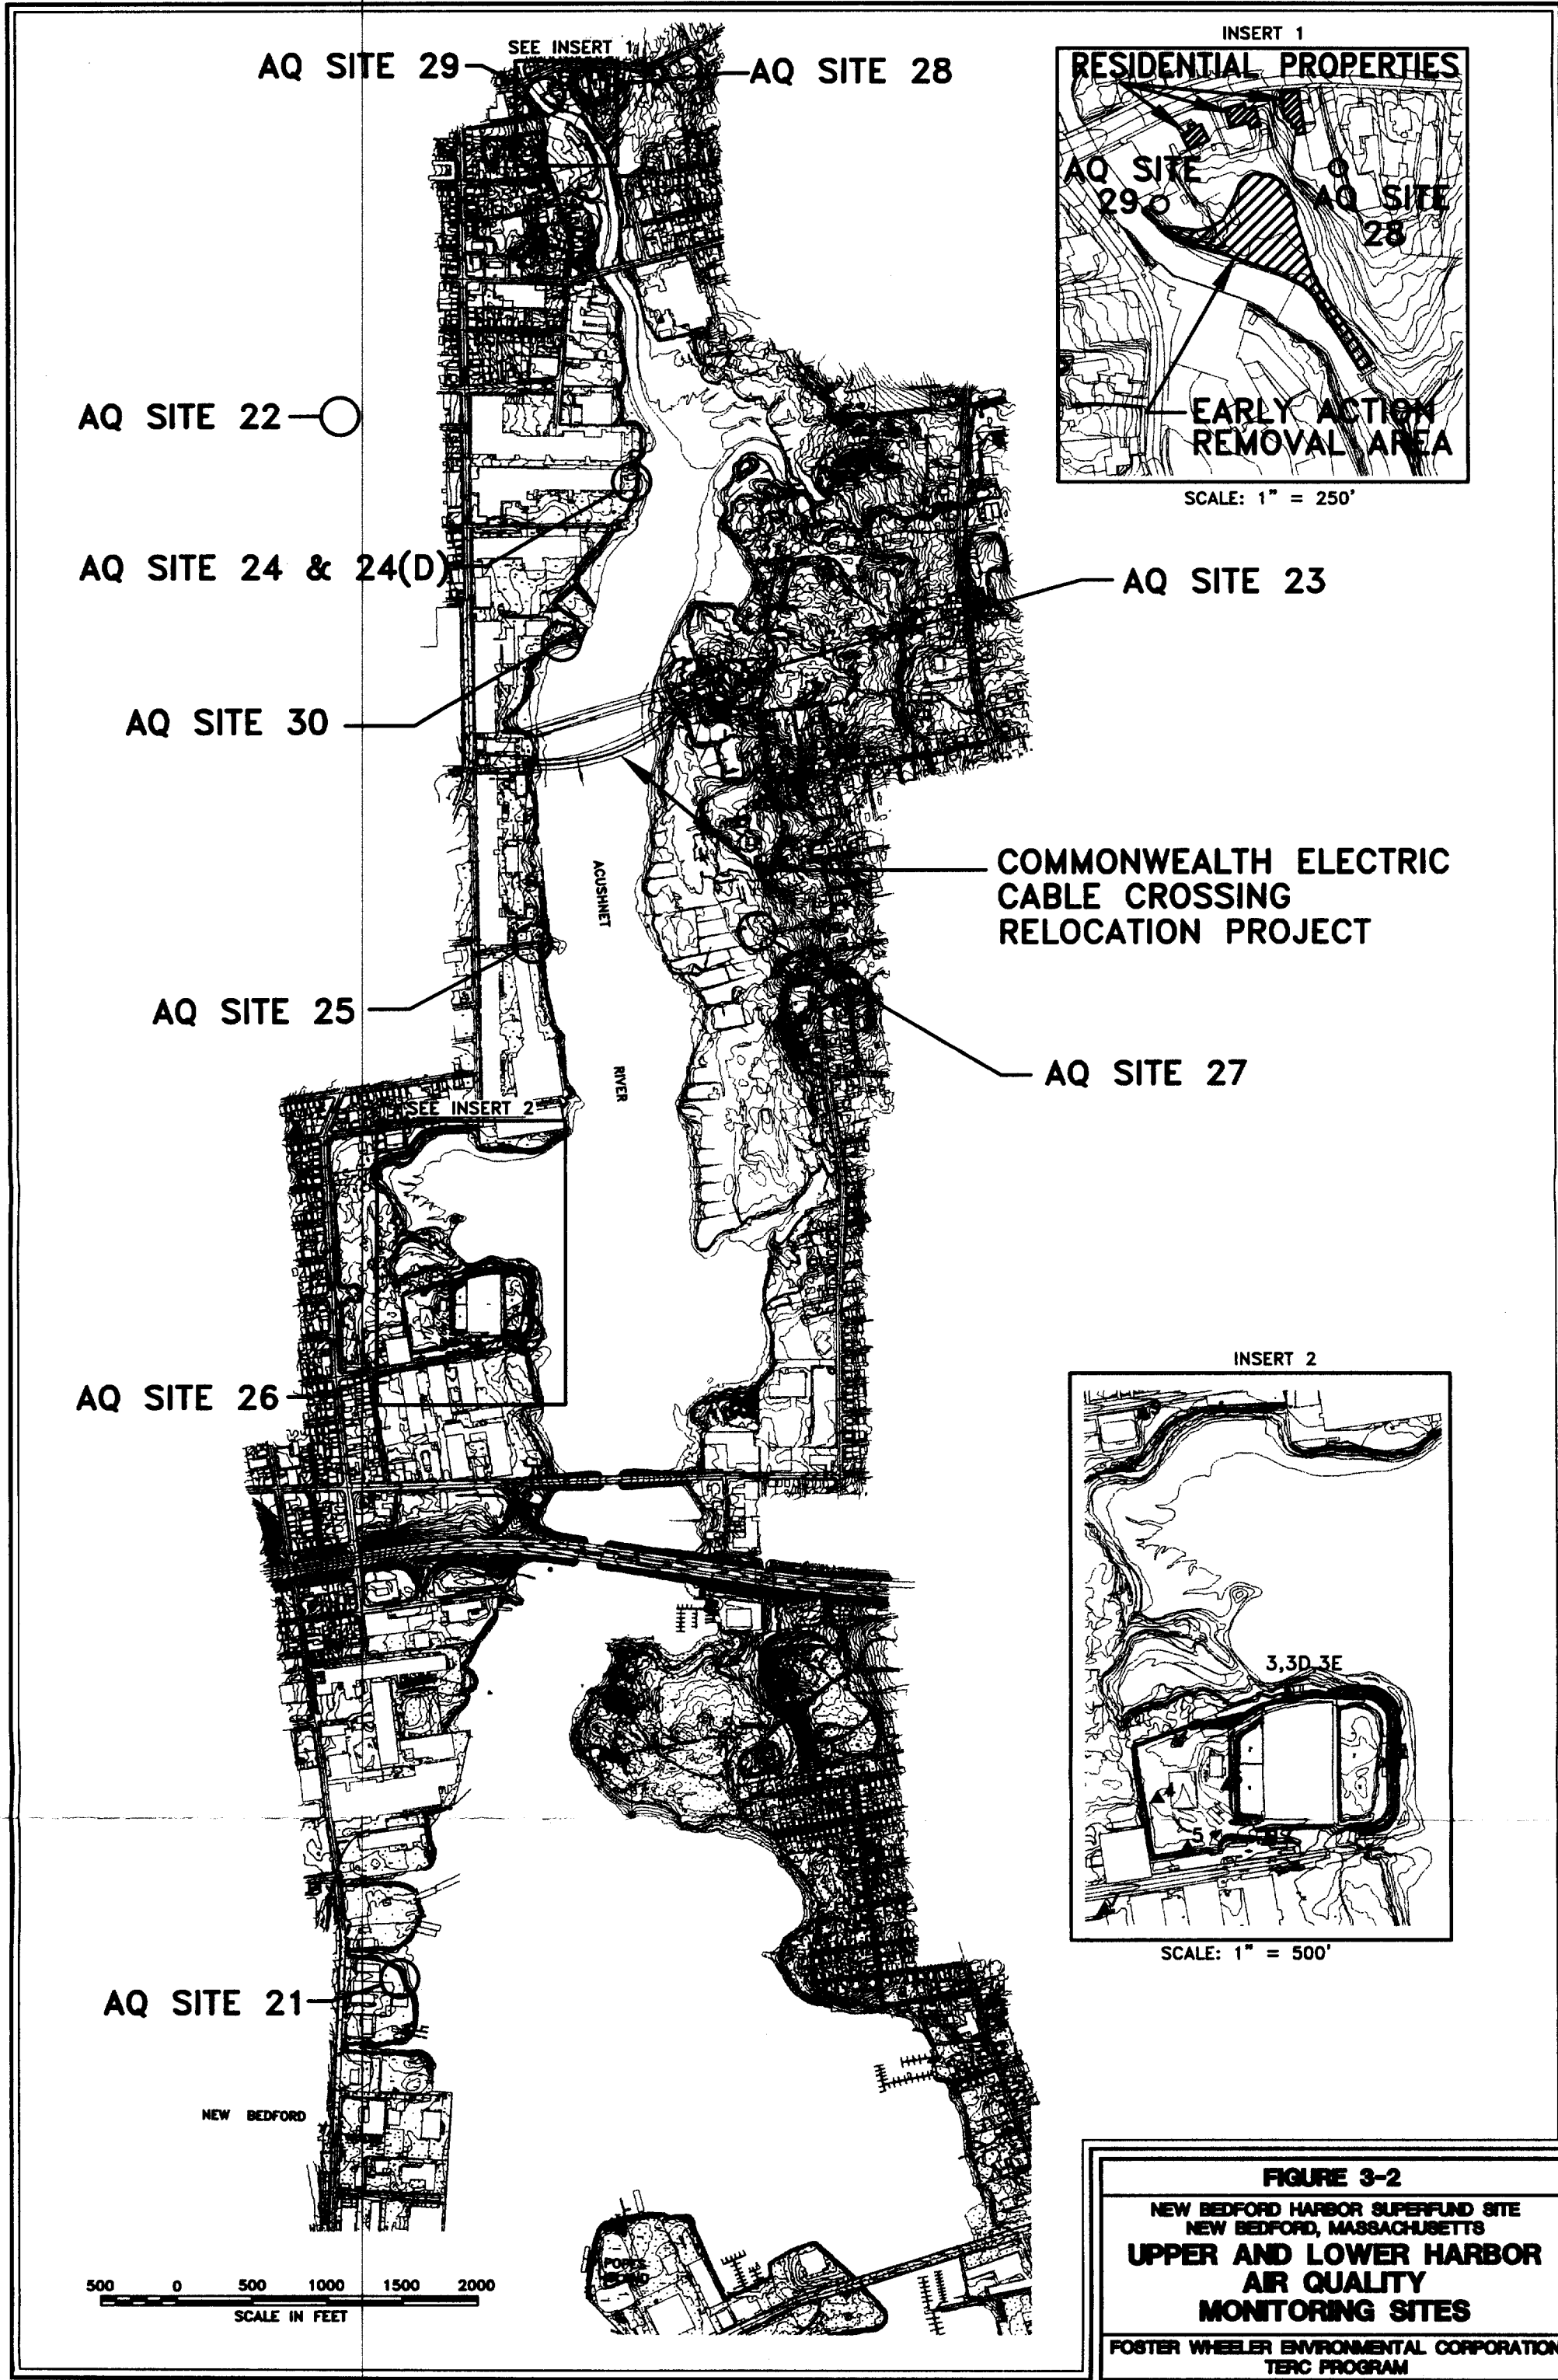 SEE INSERT 1
AQ SITE 29
AQ SITE 28
INSERT 1
RESIDENTIAL PROPERTIES
AQ SITE
29
AQ SITE
28
EARLY ACTION
REMOVAL AREA
SCALE: 1" = 250'
AQ SITE 22
AQ SITE 24 & 24(D)
AQ SITE 23
AQ SITE 30
COMMONWEALTH ELECTRIC
CABLE CROSSING
RELOCATION PROJECT
ACUSHNET
RIVER
AQ SITE 25
AQ SITE 27
SEE INSERT 2
AQ SITE 26
INSERT 2
3,3D,3E
4
5
SCALE: 1" = 500'
AQ SITE 21
NEW BEDFORD
500 0 500 1000 1500 2000
SCALE IN FEET
FIGURE 3-2
NEW BEDFORD HARBOR SUPERFUND SITE
NEW BEDFORD, MASSACHUSETTS
UPPER AND LOWER HARBOR
AIR QUALITY
MONITORING SITES
FOSTER WHEELER ENVIRONMENTAL CORPORATION
TERC PROGRAM